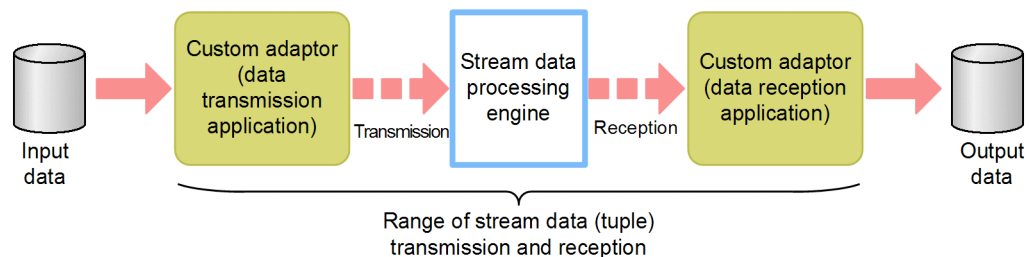 Input
data
Custom adaptor
(data
transmission
application)
Transmission
Stream data
processing
engine
Reception
Custom adaptor
(data reception
application)
Output
data
Range of stream data (tuple)
transmission and reception